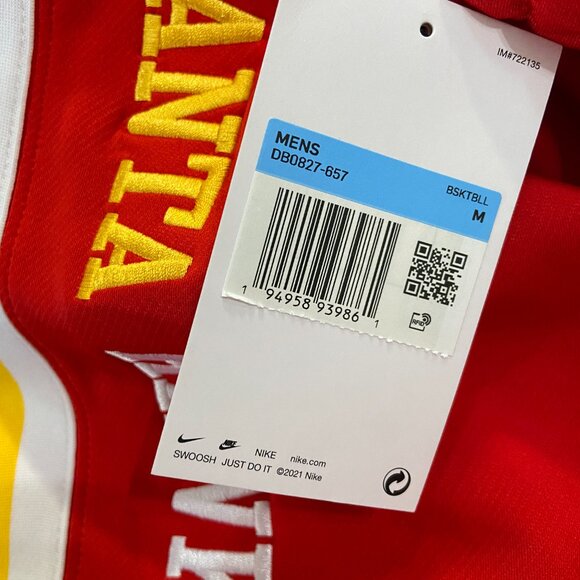 ANTA
IM#722135
MENS
DB0827-657
BSKTBLL
M
1 94958 93986 1
RFID
NIKE nike.com
SWOOSH JUST DO IT ©2021 Nike